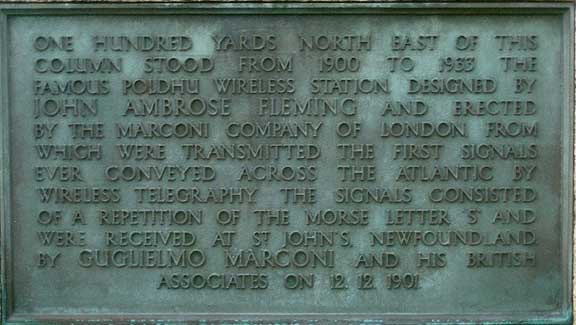 ONE HUNDRED YARDS NORTH EAST OF THIS
COLUMN STOOD FROM 1900 TO 1933 THE
FAMOUS POLDHU WIRELESS STATION DESIGNED BY
JOHN AMBROSE FLEMING AND ERECTED
BY THE MARCONI COMPANY OF LONDON FROM
WHICH WERE TRANSMITTED THE FIRST SIGNALS
EVER CONVEYED ACROSS THE ATLANTIC BY
WIRELESS TELEGRAPHY THE SIGNALS CONSISTED
OF A REPETITION OF THE MORSE LETTER 'S' AND
WERE RECEIVED AT ST JOHN'S, NEWFOUNDLAND.
BY GUGLIELMO MARCONI AND HIS BRITISH
ASSOCIATES ON 12. 12. 1901